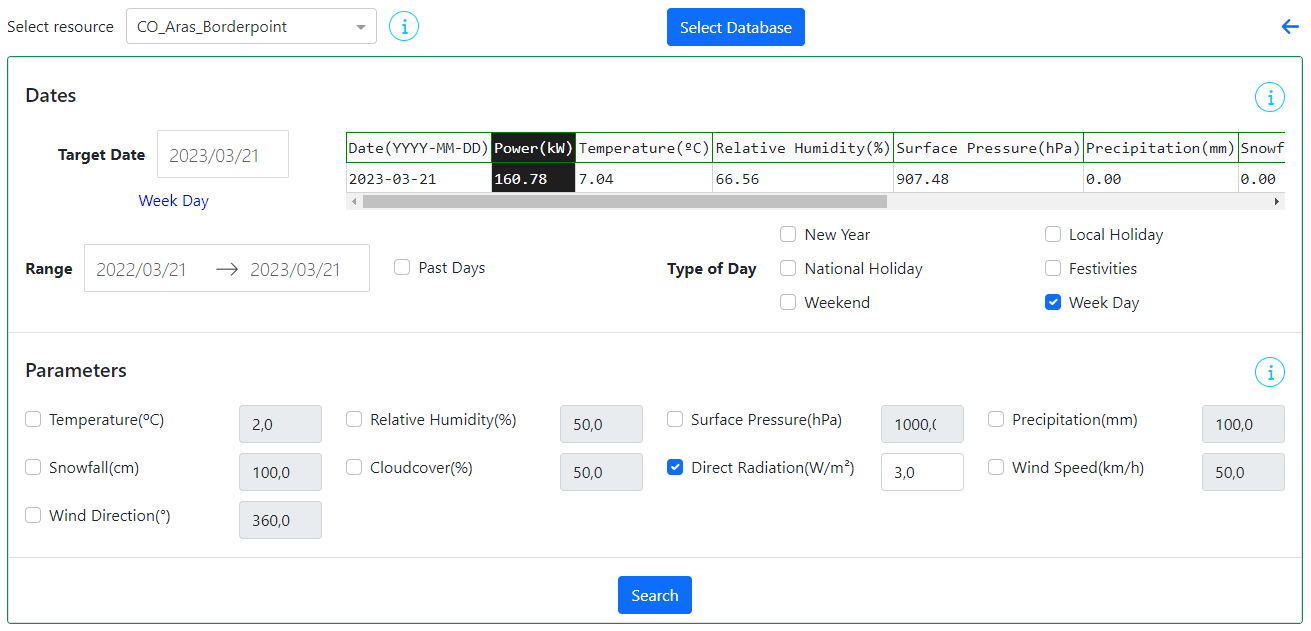 Select resource CO_Aras_Borderpoint i Select Database
Dates i
Target Date 2023/03/21
Week Day
Date(YYYY-MM-DD) Power(kW) Temperature(ºC) Relative Humidity(%) Surface Pressure(hPa) Precipitation(mm) Snowf
2023-03-21 160.78 7.04 66.56 907.48 0.00 0.00
Range 2022/03/21 → 2023/03/21 Past Days
Type of Day
New Year Local Holiday
National Holiday Festivities
Weekend Week Day
Parameters i
Temperature(ºC) 2,0 Relative Humidity(%) 50,0 Surface Pressure(hPa) 1000,( Precipitation(mm) 100,0
Snowfall(cm) 100,0 Cloudcover(%) 50,0 Direct Radiation(W/m²) 3,0 Wind Speed(km/h) 50,0
Wind Direction(°) 360,0
Search